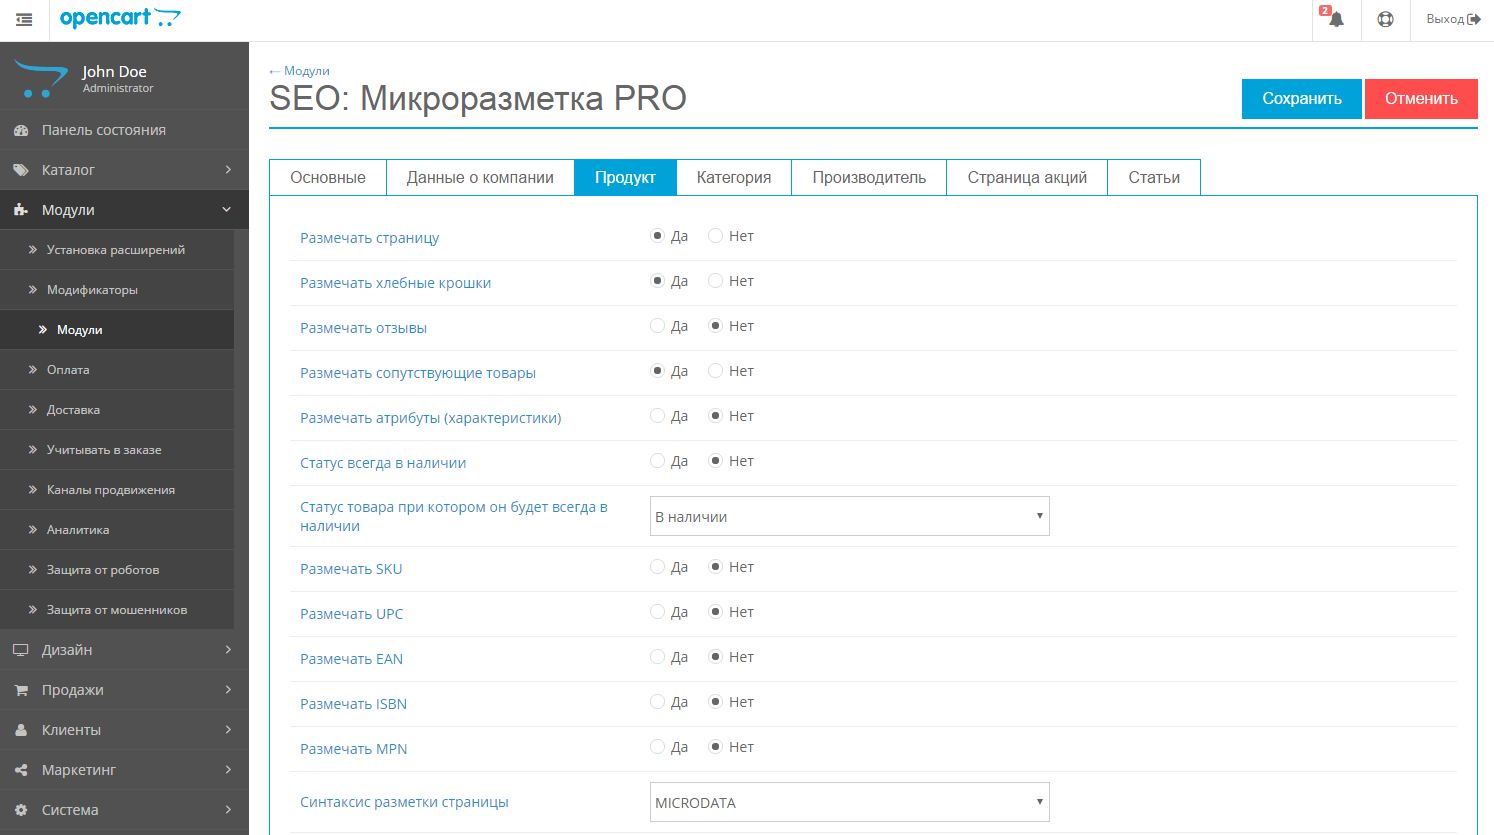 opencart
2
Выход
John Doe
Administrator
Панель состояния
Каталог
Модули
Установка расширений
Модификаторы
Модули
Оплата
Доставка
Учитывать в заказе
Каналы продвижения
Аналитика
Защита от роботов
Защита от мошенников
Дизайн
Продажи
Клиенты
Маркетинг
Система
← Модули
SEO: Микроразметка PRO
Сохранить Отменить
Основные Данные о компании Продукт Категория Производитель Страница акций Статьи
Размечать страницу Да Нет
Размечать хлебные крошки Да Нет
Размечать отзывы Да Нет
Размечать сопутствующие товары Да Нет
Размечать атрибуты (характеристики) Да Нет
Статус всегда в наличии Да Нет
Статус товара при котором он будет всегда в
наличии
В наличии
Размечать SKU Да Нет
Размечать UPC Да Нет
Размечать EAN Да Нет
Размечать ISBN Да Нет
Размечать MPN Да Нет
Синтаксис разметки страницы MICRODATA